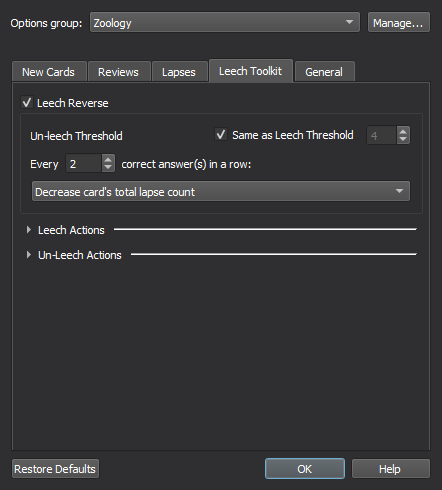 Options group: Zoology Manage...
New Cards Reviews Lapses Leech Toolkit General
Leech Reverse
Un-leech Threshold Same as Leech Threshold 4
Every 2 correct answer(s) in a row:
Decrease card's total lapse count
Leech Actions
Un-Leech Actions
Restore Defaults OK Help